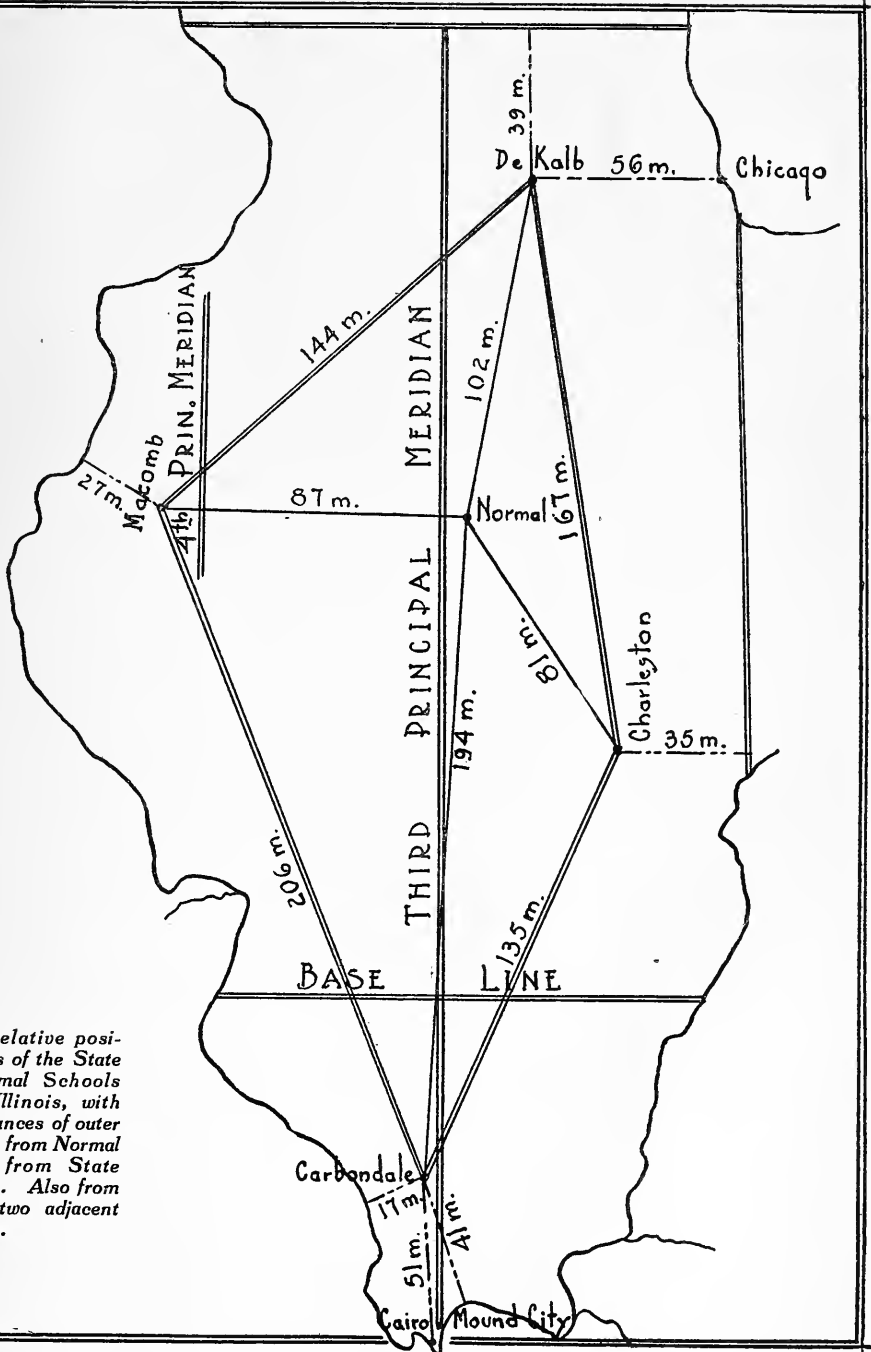 39 m.
De Kalb
56 m.
Chicago
144 m.
102 m.
167 m.
4th PRIN. MERIDIAN
THIRD PRINCIPAL MERIDIAN
27 m.
Macomb
87 m.
Normal
81 m.
Charleston
35 m.
194 m.
206 m.
135 m.
BASE LINE
elative posi-
s of the State
mal Schools
llinois, with
ances of outer
from Normal
from State
. Also from
two adjacent
.
Carbondale
17 m.
51 m.
41 m.
Cairo
Mound City